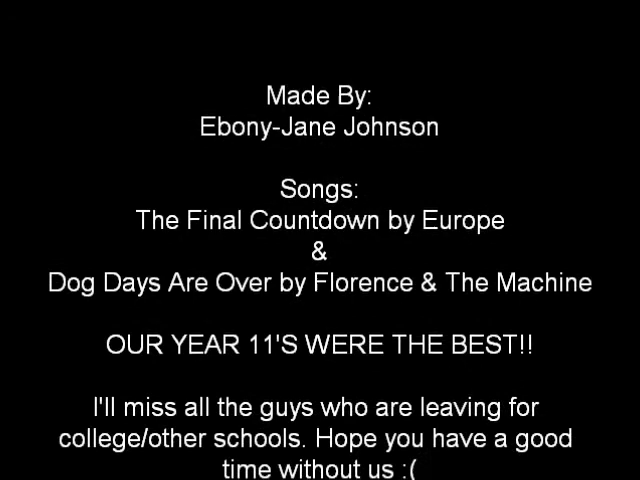 Made By:
Ebony-Jane Johnson
Songs:
The Final Countdown by Europe
&
Dog Days Are Over by Florence & The Machine
OUR YEAR 11'S WERE THE BEST!!
I'll miss all the guys who are leaving for
college/other schools. Hope you have a good
time without us :(